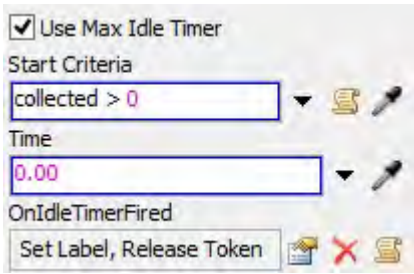 Use Max Idle Timer
Start Criteria
collected > 0
Time
0.00
OnIdleTimerFired
Set Label, Release Token